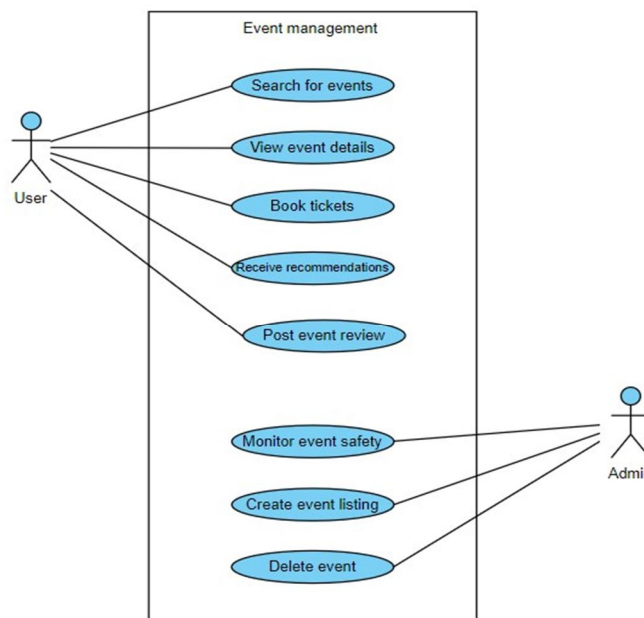 Event management
Search for events
View event details
Book tickets
User
Receive recommendations
Post event review
Monitor event safety
Admi
Create event listing
Delete event